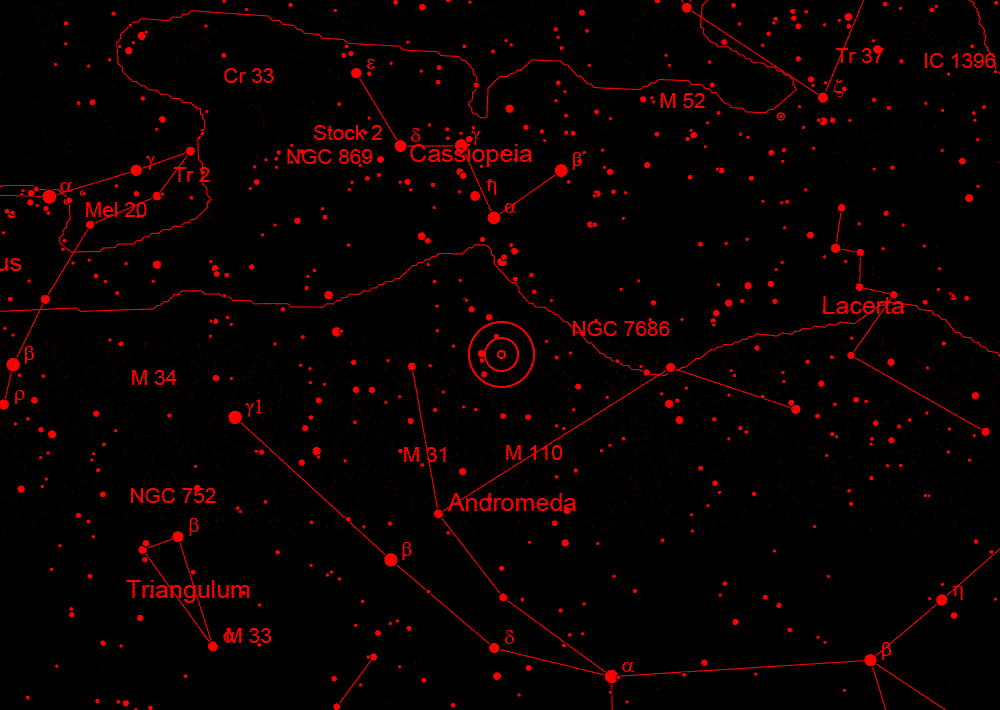 ε
Cr 33
Tr 37
IC 1396
ζ
M 52
Stock 2
δ
γ
NGC 869
Cassiopeia
β
γ
Tr 2
α
η
α
Mel 20
us
Lacerta
NGC 7686
β
M 34
ρ
γ1
M 31
M 110
NGC 752
Andromeda
β
β
Triangulum
η
α
M 33
δ
β
α